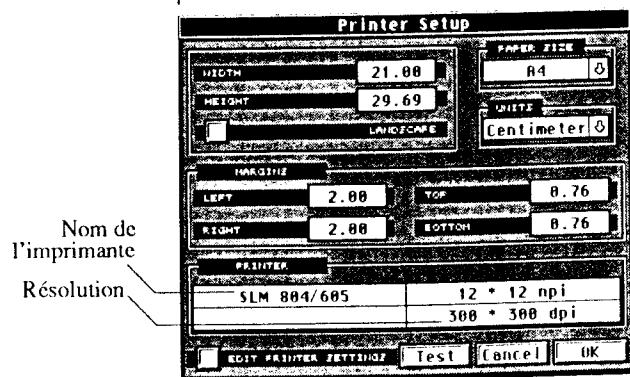 Printer Setup
PAPER SIZE
WIDTH 21.00
A4
HEIGHT 29.69
UNITS
LANDSCAPE
Centimeter
MARGINS
LEFT 2.00
TOP 0.76
RIGHT 2.00
BOTTOM 0.76
Nom de
l'imprimante
PRINTER
Résolution
SLM 804/605
12 * 12 npi
300 * 300 dpi
EDIT PRINTER SETTINGS
Test
Cancel
OK